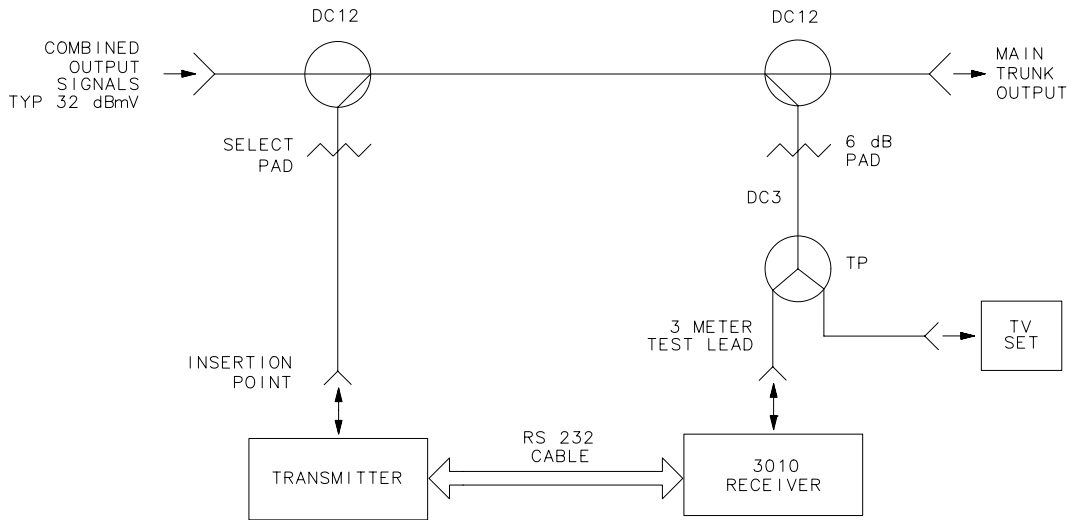 DC12
DC12
COMBINED
OUTPUT
SIGNALS
TYP 32 dBmV
MAIN
TRUNK
OUTPUT
SELECT
PAD
6 dB
PAD
DC3
TP
3 METER
TEST LEAD
TV
SET
INSERTION
POINT
RS 232
CABLE
TRANSMITTER
3010
RECEIVER